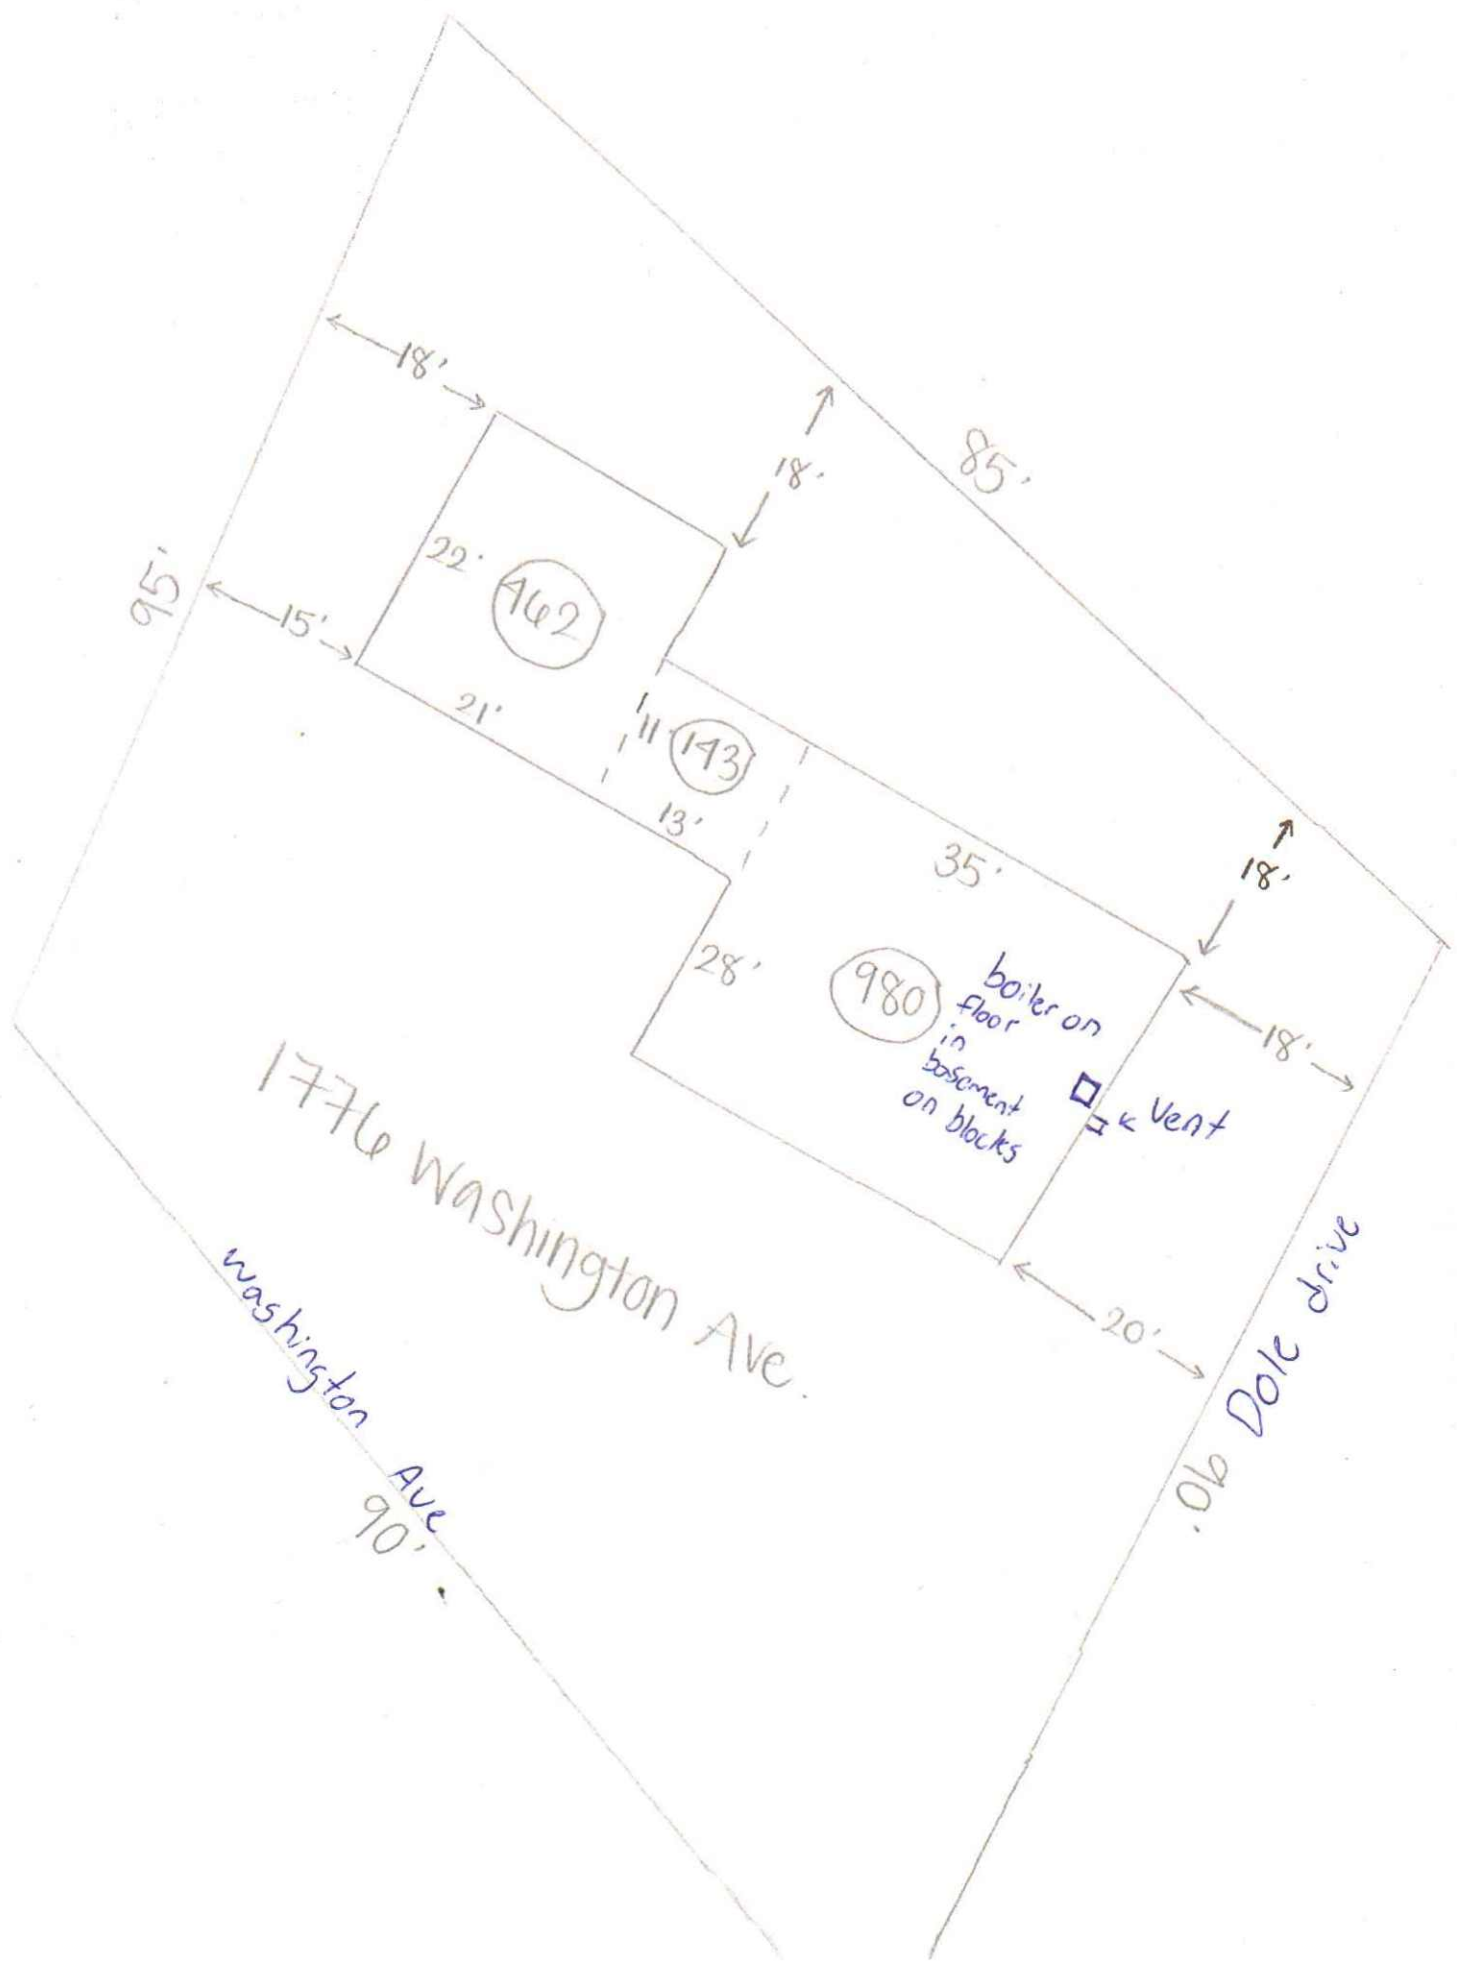 18'
85'
18'
22'
462
95'
15'
21'
11
143
13'
35'
18'
28'
980
boiler on
floor
in
basement
on blocks
18'
Vent
1776 Washington Ave.
20'
Washington Ave
90'
Dole drive
90'